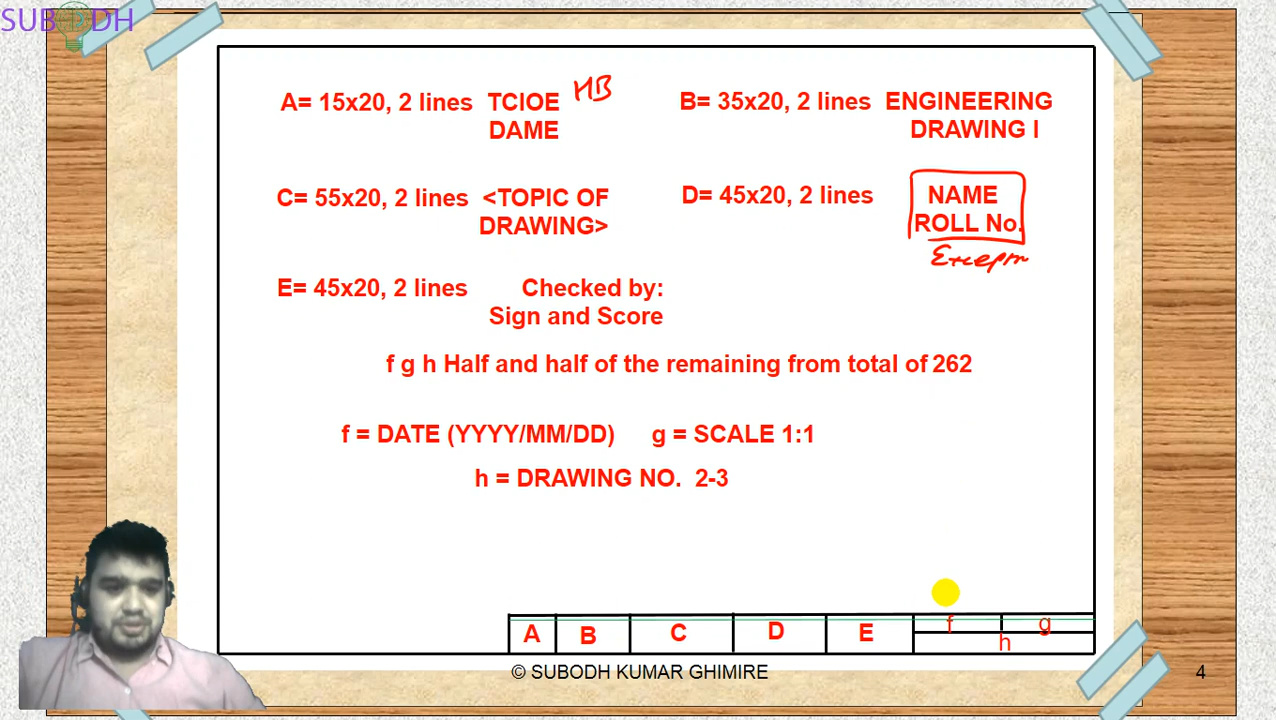 SUBODH
A= 15x20, 2 lines TCIOE HB
DAME
B= 35x20, 2 lines ENGINEERING
DRAWING I
C= 55x20, 2 lines <TOPIC OF
DRAWING>
D= 45x20, 2 lines NAME
ROLL No.
Except
E= 45x20, 2 lines Checked by:
Sign and Score
f g h Half and half of the remaining from total of 262
f = DATE (YYYY/MM/DD) g = SCALE 1:1
h = DRAWING NO. 2-3
A B C D E f g
h
© SUBODH KUMAR GHIMIRE 4